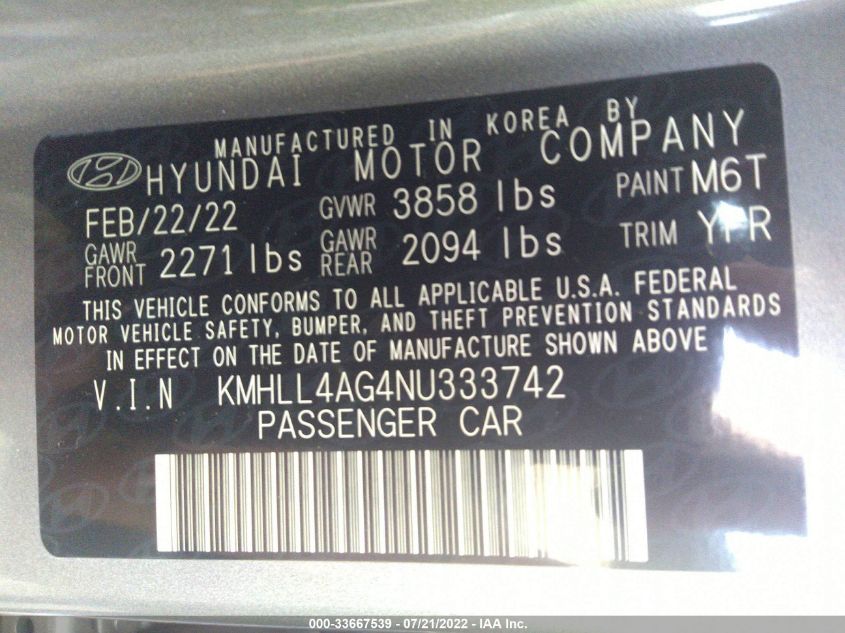 MANUFACTURED IN KOREA BY
HYUNDAI MOTOR COMPANY
FEB/22/22 GVWR 3858 lbs PAINT M6T
GAWR FRONT 2271 lbs GAWR REAR 2094 lbs TRIM YPR
THIS VEHICLE CONFORMS TO ALL APPLICABLE U.S.A. FEDERAL
MOTOR VEHICLE SAFETY, BUMPER, AND THEFT PREVENTION STANDARDS
IN EFFECT ON THE DATE OF MANUFACTURE SHOWN ABOVE
V.I.N KMHLL4AG4NU333742
PASSENGER CAR
000-33667539 - 07/21/2022 - IAA Inc.